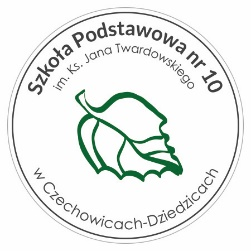 Szkoła Podstawowa nr 10
im. Ks. Jana Twardowskiego
w Czechowicach-Dziedzicach